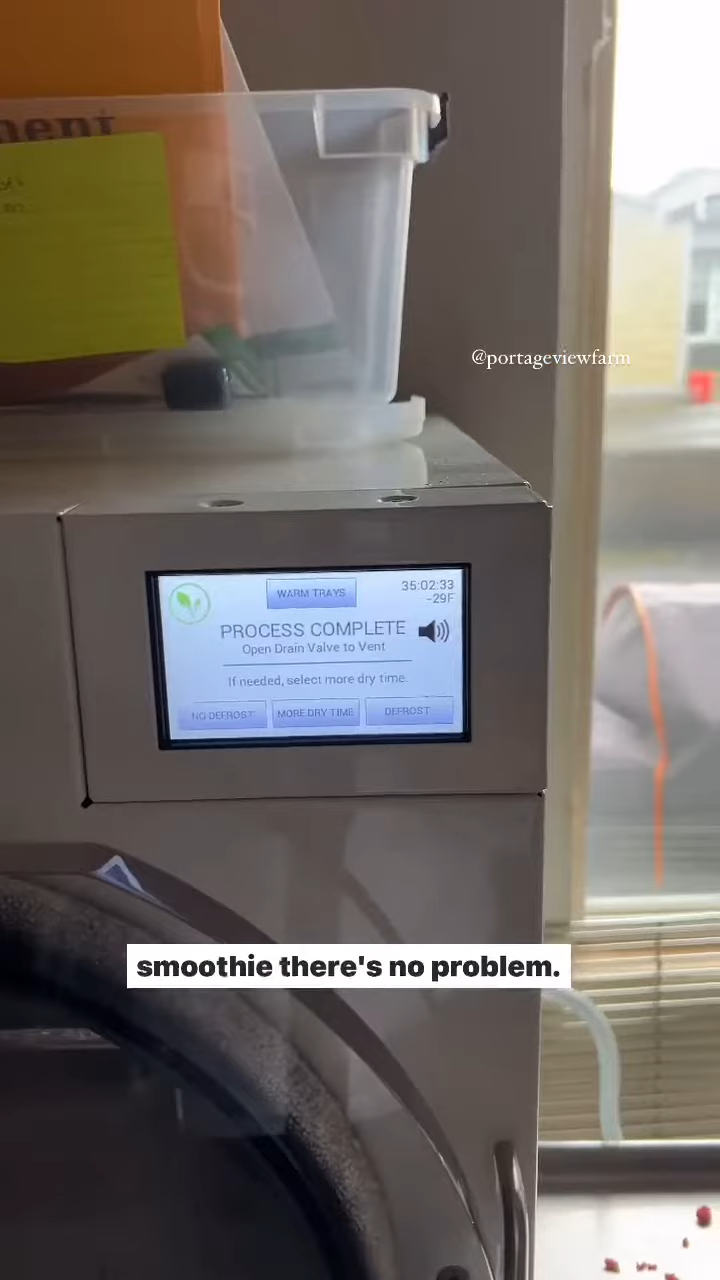 @portageviewfarm
WARM TRAYS
35:02:33
-29F
PROCESS COMPLETE
Open Drain Valve to Vent
If needed, select more dry time.
NO DEFROST
MORE DRY TIME
DEFROST
smoothie there's no problem.